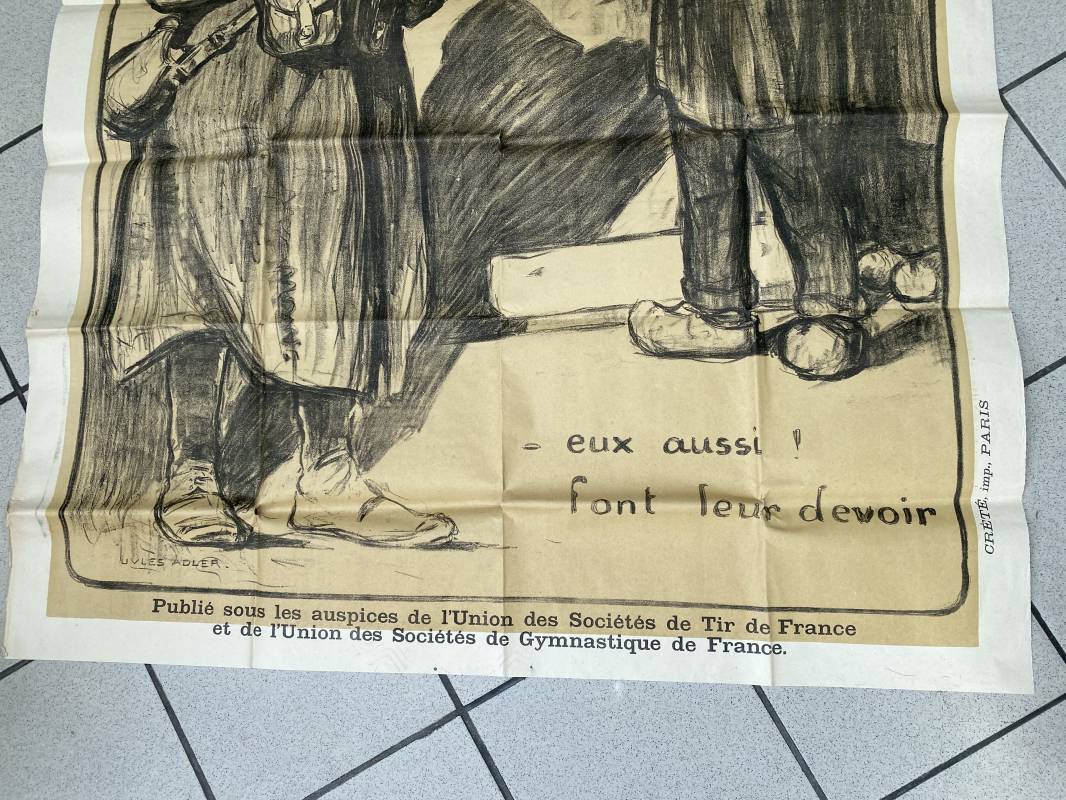 - eux aussi !
font leur devoir
JULES ADLER.
Publié sous les auspices de l'Union des Sociétés de Tir de France
et de l'Union des Sociétés de Gymnastique de France.
CRÉTÉ, imp., PARIS